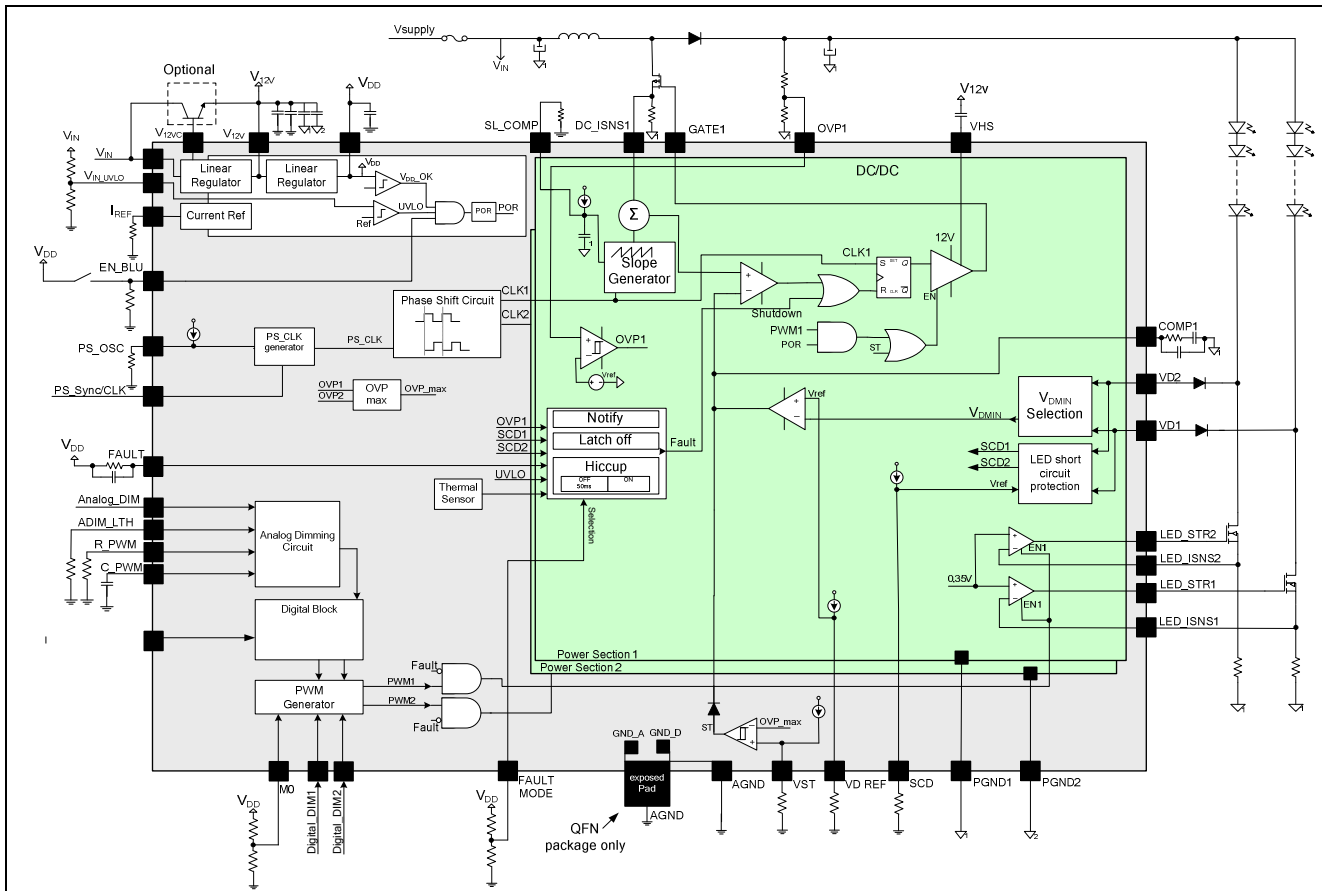 Vsupply
VIN
Optional
V12V
VDD
V12VC
V12V
SL_COMP
DC_ISNS1
GATE1
OVP1
V12v
VHS
VIN
VIN
VIN_UVLO
Linear Regulator
Linear Regulator
VDD
VDD_OK
UVLO
Ref
POR
POR
IREF
Current Ref
VDD
EN_BLU
DC/DC
Σ
Slope Generator
12V
CLK1
S SET Q
R CLR Q
EN
Shutdown
PWM1
POR
ST
Phase Shift Circuit
CLK1
CLK2
PS_OSC
PS_CLK generator
PS_CLK
PS_Sync/CLK
OVP1
OVP2
OVP max
OVP_max
OVP1
Vref
COMP1
VD2
VD1
VDMIN Selection
VDMIN
Vref
SCD1
SCD2
Vref
LED short circuit protection
VDD
FAULT
OVP1
SCD1
SCD2
UVLO
Notify
Latch off
Hiccup
OFF 50ms
ON
Fault
Thermal Sensor
Selection
Analog_DIM
ADIM_LTH
R_PWM
C_PWM
Analog Dimming Circuit
Digital Block
PWM Generator
PWM1
PWM2
Fault
Fault
0,35V
EN1
EN1
LED_STR2
LED_ISNS2
LED_STR1
LED_ISNS1
Power Section 1
Power Section 2
ST
OVP_max
GND_A
GND_D
exposed Pad
AGND
QFN package only
M0
Digital_DIM1
Digital_DIM2
VDD
FAULT MODE
VDD
AGND
VST
VD REF
SCD
PGND1
PGND2
1
2